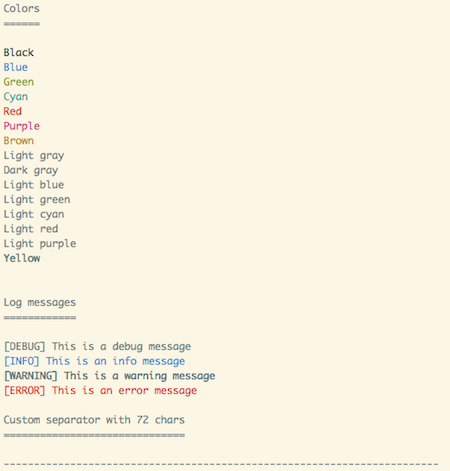 Colors
======
Black
Blue
Green
Cyan
Red
Purple
Brown
Light gray
Dark gray
Light blue
Light green
Light cyan
Light red
Light purple
Yellow
Log messages
============
[DEBUG] This is a debug message
[INFO] This is an info message
[WARNING] This is a warning message
[ERROR] This is an error message
Custom separator with 72 chars
==============================
------------------------------------------------------------------------